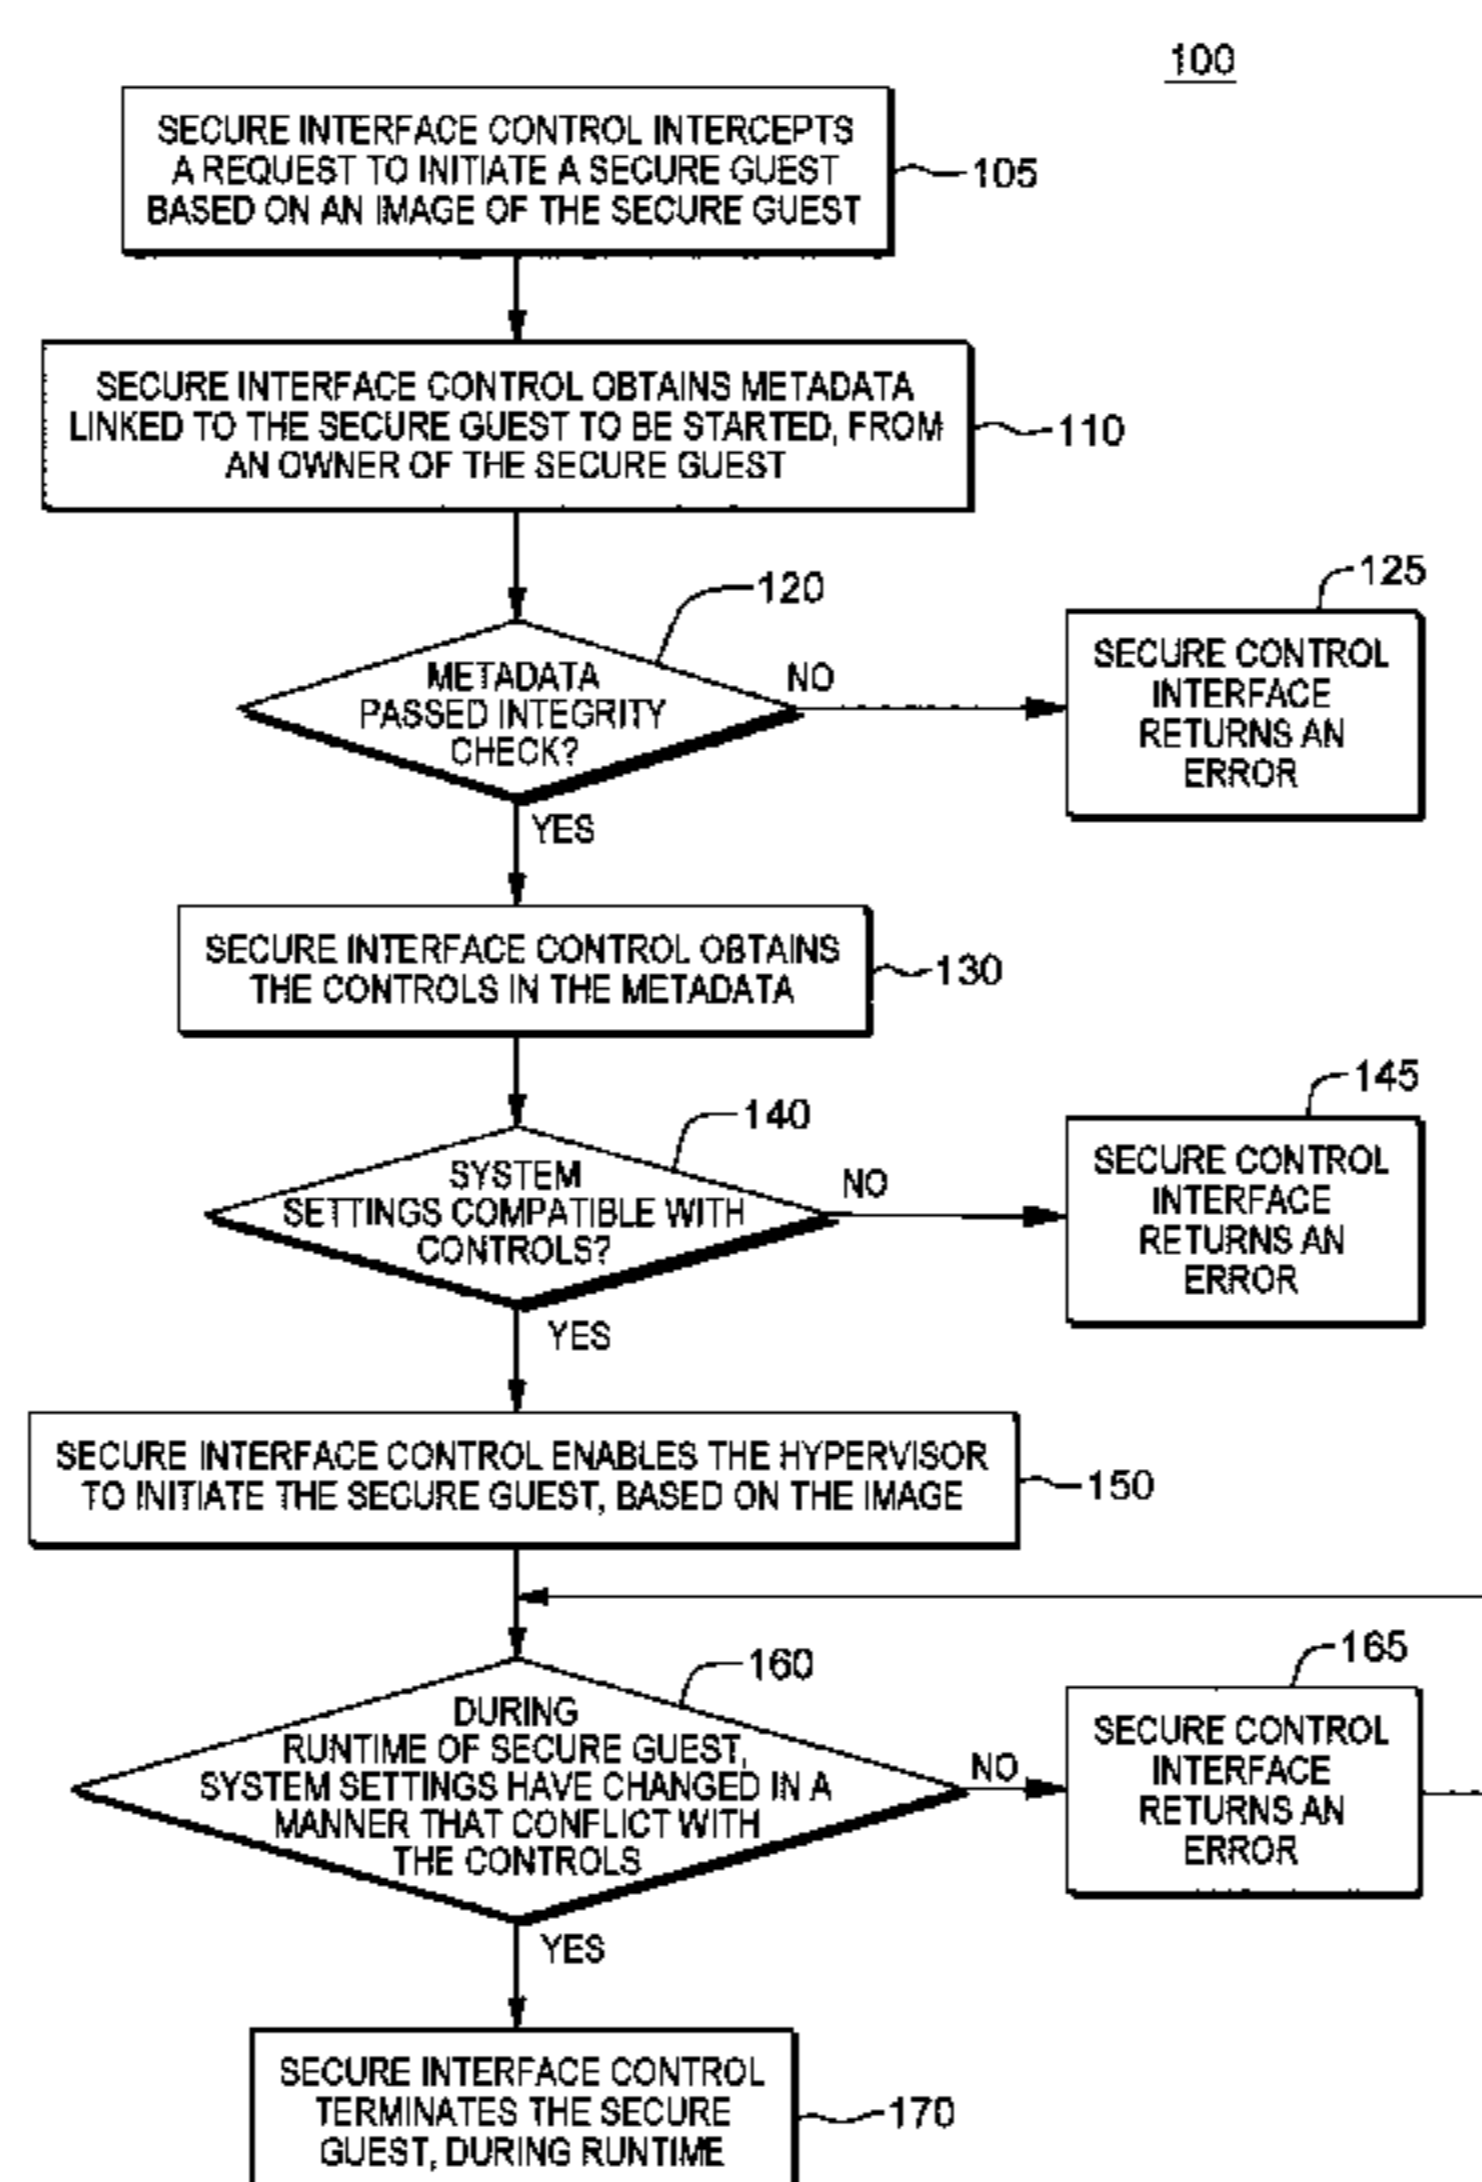 100
SECURE INTERFACE CONTROL INTERCEPTS
A REQUEST TO INITIATE A SECURE GUEST
BASED ON AN IMAGE OF THE SECURE GUEST
105
SECURE INTERFACE CONTROL OBTAINS METADATA
LINKED TO THE SECURE GUEST TO BE STARTED, FROM
AN OWNER OF THE SECURE GUEST
110
120
METADATA
PASSED INTEGRITY
CHECK?
NO
125
SECURE CONTROL
INTERFACE
RETURNS AN
ERROR
YES
SECURE INTERFACE CONTROL OBTAINS
THE CONTROLS IN THE METADATA
130
140
SYSTEM
SETTINGS COMPATIBLE WITH
CONTROLS?
NO
145
SECURE CONTROL
INTERFACE
RETURNS AN
ERROR
YES
SECURE INTERFACE CONTROL ENABLES THE HYPERVISOR
TO INITIATE THE SECURE GUEST, BASED ON THE IMAGE
150
160
DURING
RUNTIME OF SECURE GUEST,
SYSTEM SETTINGS HAVE CHANGED IN A
MANNER THAT CONFLICT WITH
THE CONTROLS
NO
165
SECURE CONTROL
INTERFACE
RETURNS AN
ERROR
YES
SECURE INTERFACE CONTROL
TERMINATES THE SECURE
GUEST, DURING RUNTIME
170